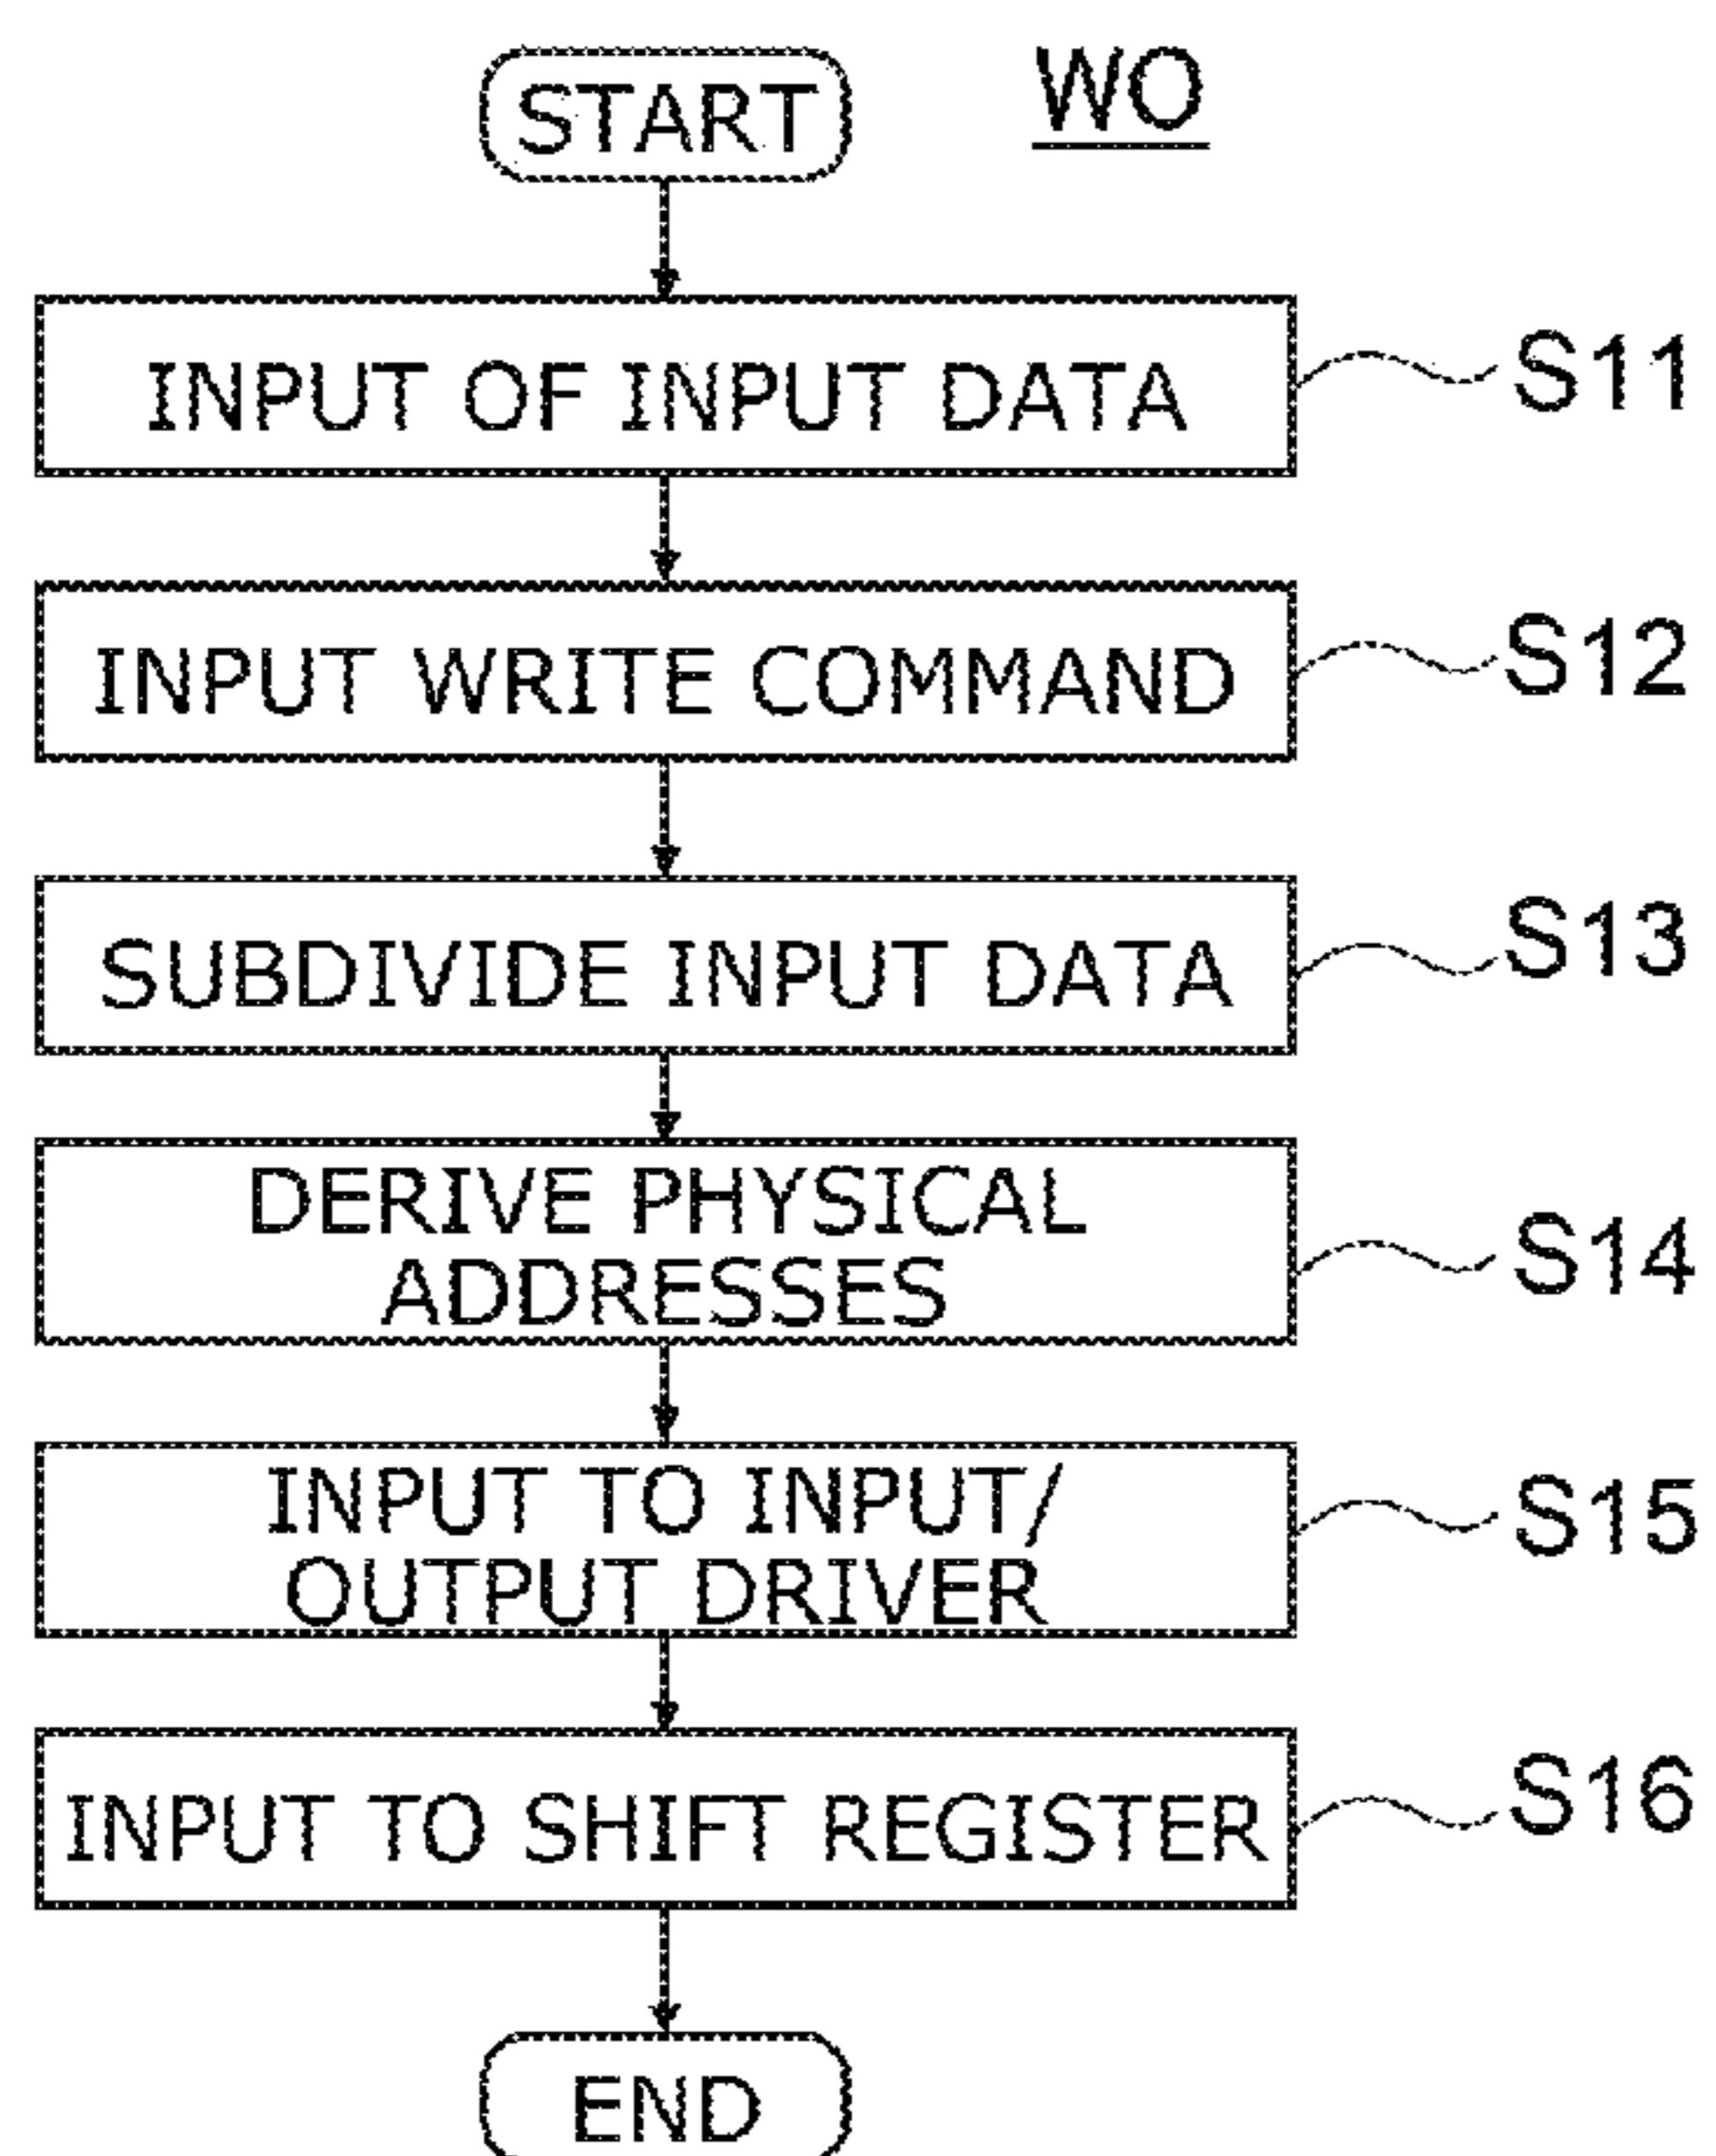 START
WO
INPUT OF INPUT DATA
S11
INPUT WRITE COMMAND
S12
SUBDIVIDE INPUT DATA
S13
DERIVE PHYSICAL
ADDRESSES
S14
INPUT TO INPUT/
OUTPUT DRIVER
S15
INPUT TO SHIFT REGISTER
S16
END